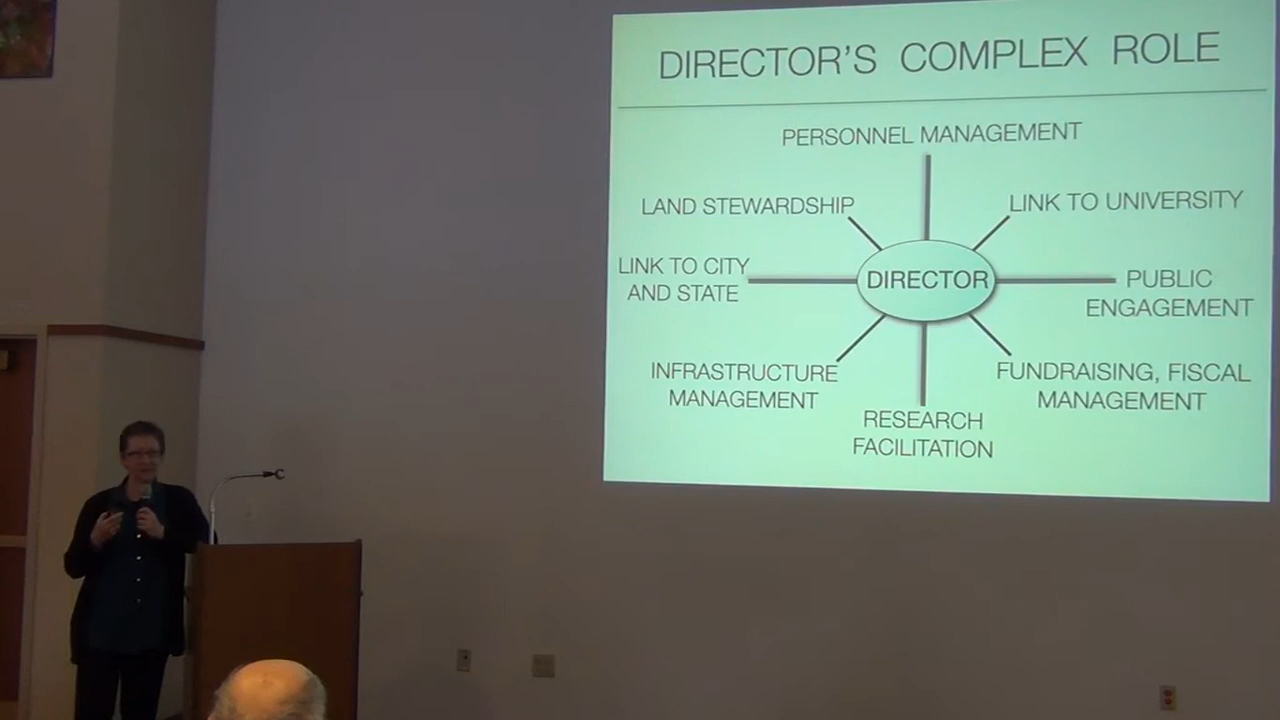 DIRECTOR'S COMPLEX ROLE
PERSONNEL MANAGEMENT
LAND STEWARDSHIP
LINK TO UNIVERSITY
LINK TO CITY
AND STATE
DIRECTOR
PUBLIC
ENGAGEMENT
INFRASTRUCTURE
MANAGEMENT
FUNDRAISING, FISCAL
MANAGEMENT
RESEARCH
FACILITATION